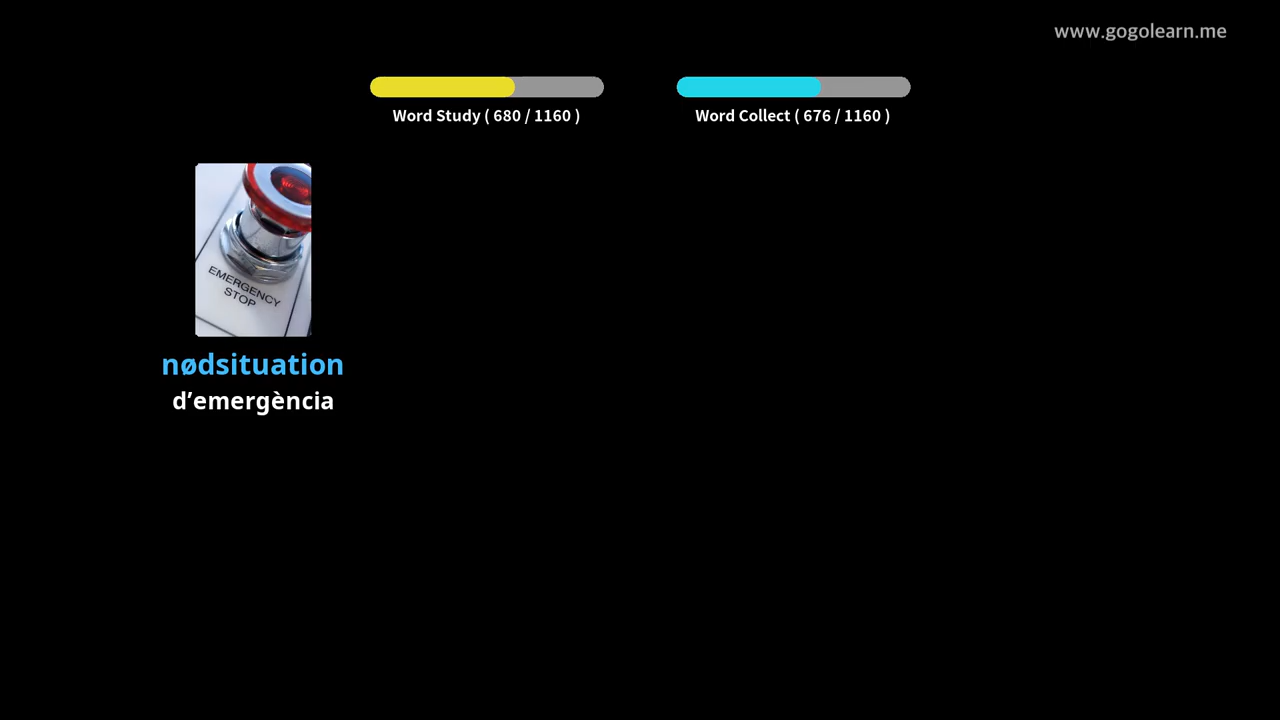 www.gogolearn.me
Word Study ( 680 / 1160 )
Word Collect ( 676 / 1160 )
EMERGENCY
STOP
nødsituation
d’emergència